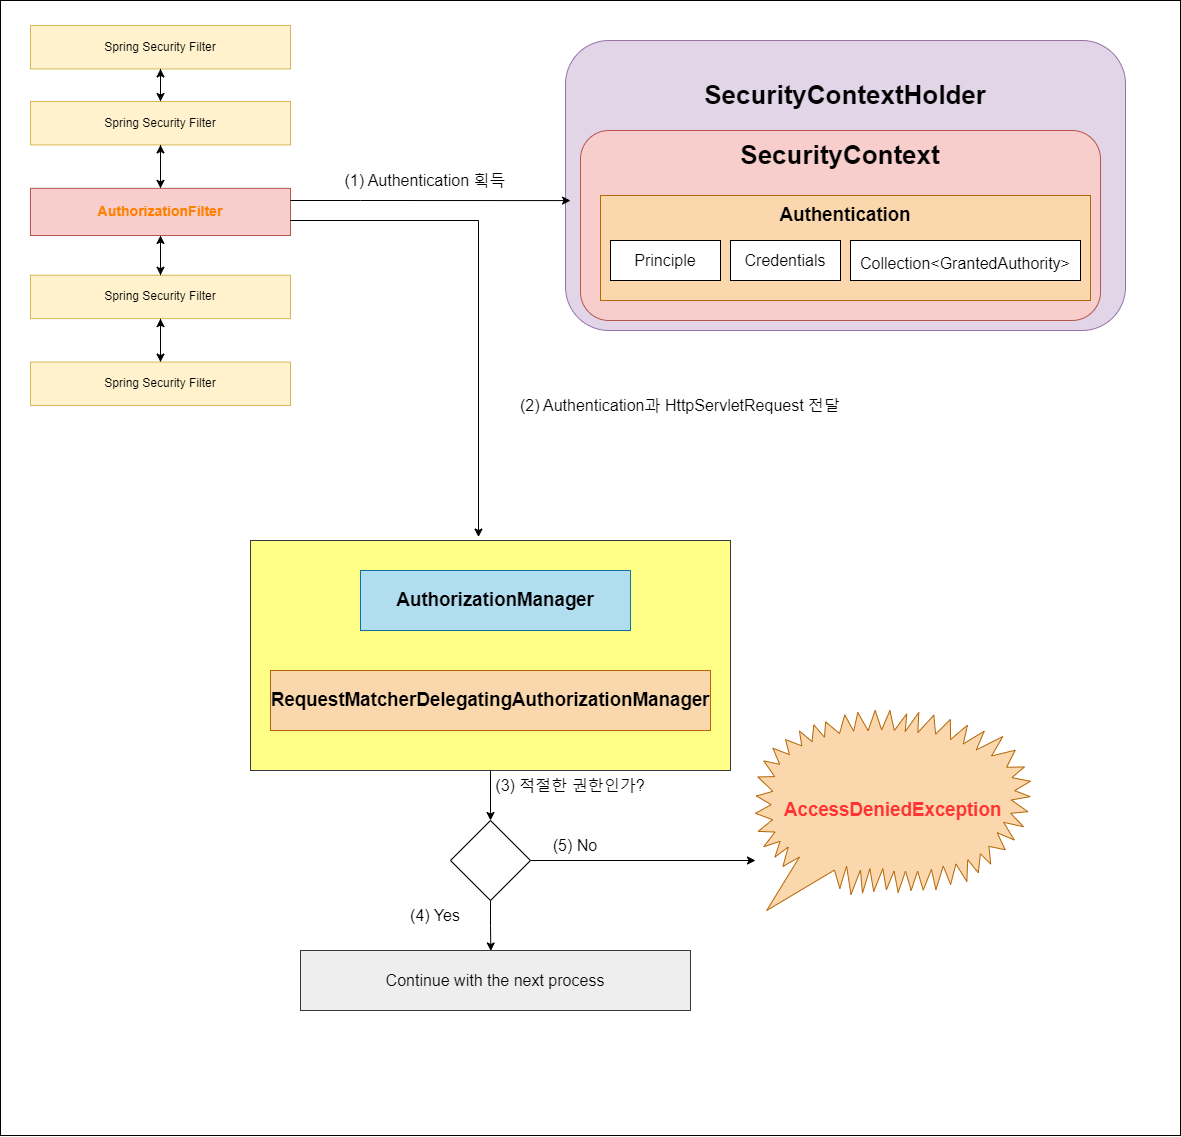 Spring Security Filter
Spring Security Filter
AuthorizationFilter
Spring Security Filter
Spring Security Filter
(1) Authentication 획득
SecurityContextHolder
SecurityContext
Authentication
Principle
Credentials
Collection<GrantedAuthority>
(2) Authentication과 HttpServletRequest 전달
AuthorizationManager
RequestMatcherDelegatingAuthorizationManager
(3) 적절한 권한인가?
(5) No
AccessDeniedException
(4) Yes
Continue with the next process